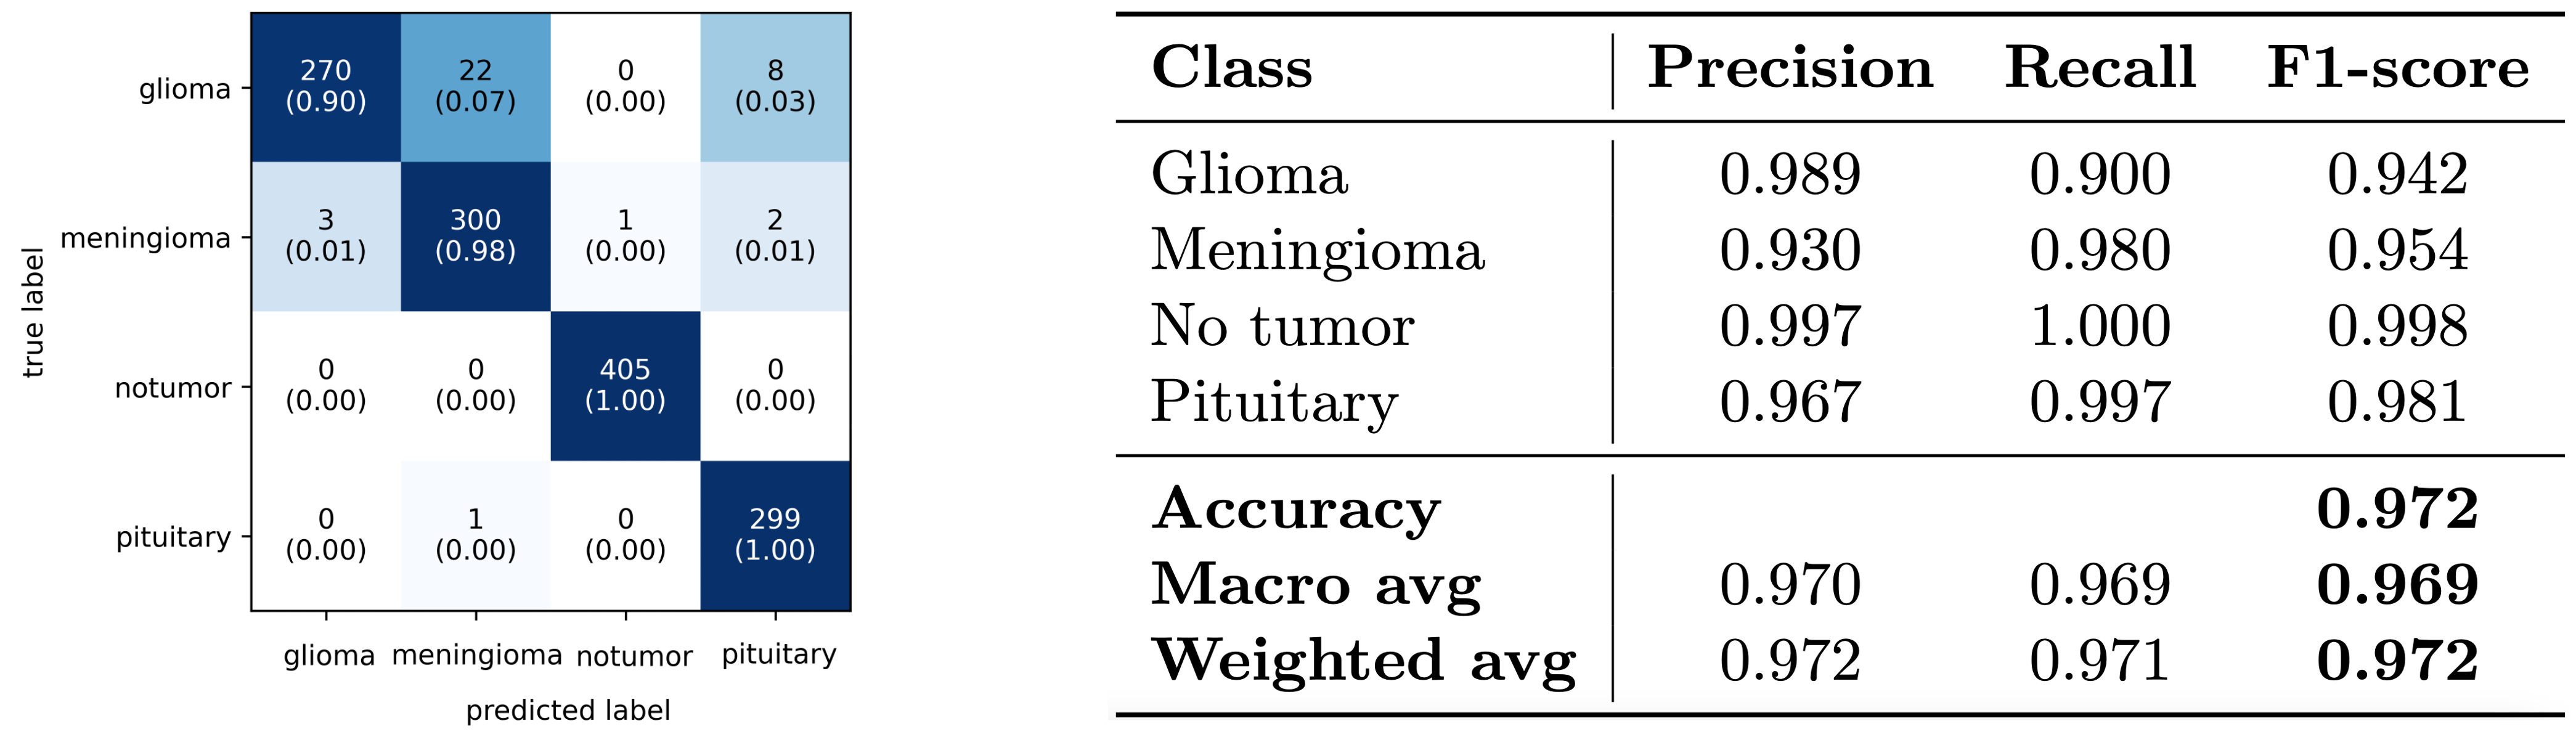 glioma 270 22 0 8
(0.90) (0.07) (0.00) (0.03)
meningioma 3 300 1 2
(0.01) (0.98) (0.00) (0.01)
notumor 0 0 405 0
(0.00) (0.00) (1.00) (0.00)
pituitary 0 1 0 299
(0.00) (0.00) (0.00) (1.00)
true label
glioma meningioma notumor pituitary
predicted label
Class Precision Recall F1-score
Glioma 0.989 0.900 0.942
Meningioma 0.930 0.980 0.954
No tumor 0.997 1.000 0.998
Pituitary 0.967 0.997 0.981
Accuracy 0.972
Macro avg 0.970 0.969 0.969
Weighted avg 0.972 0.971 0.972